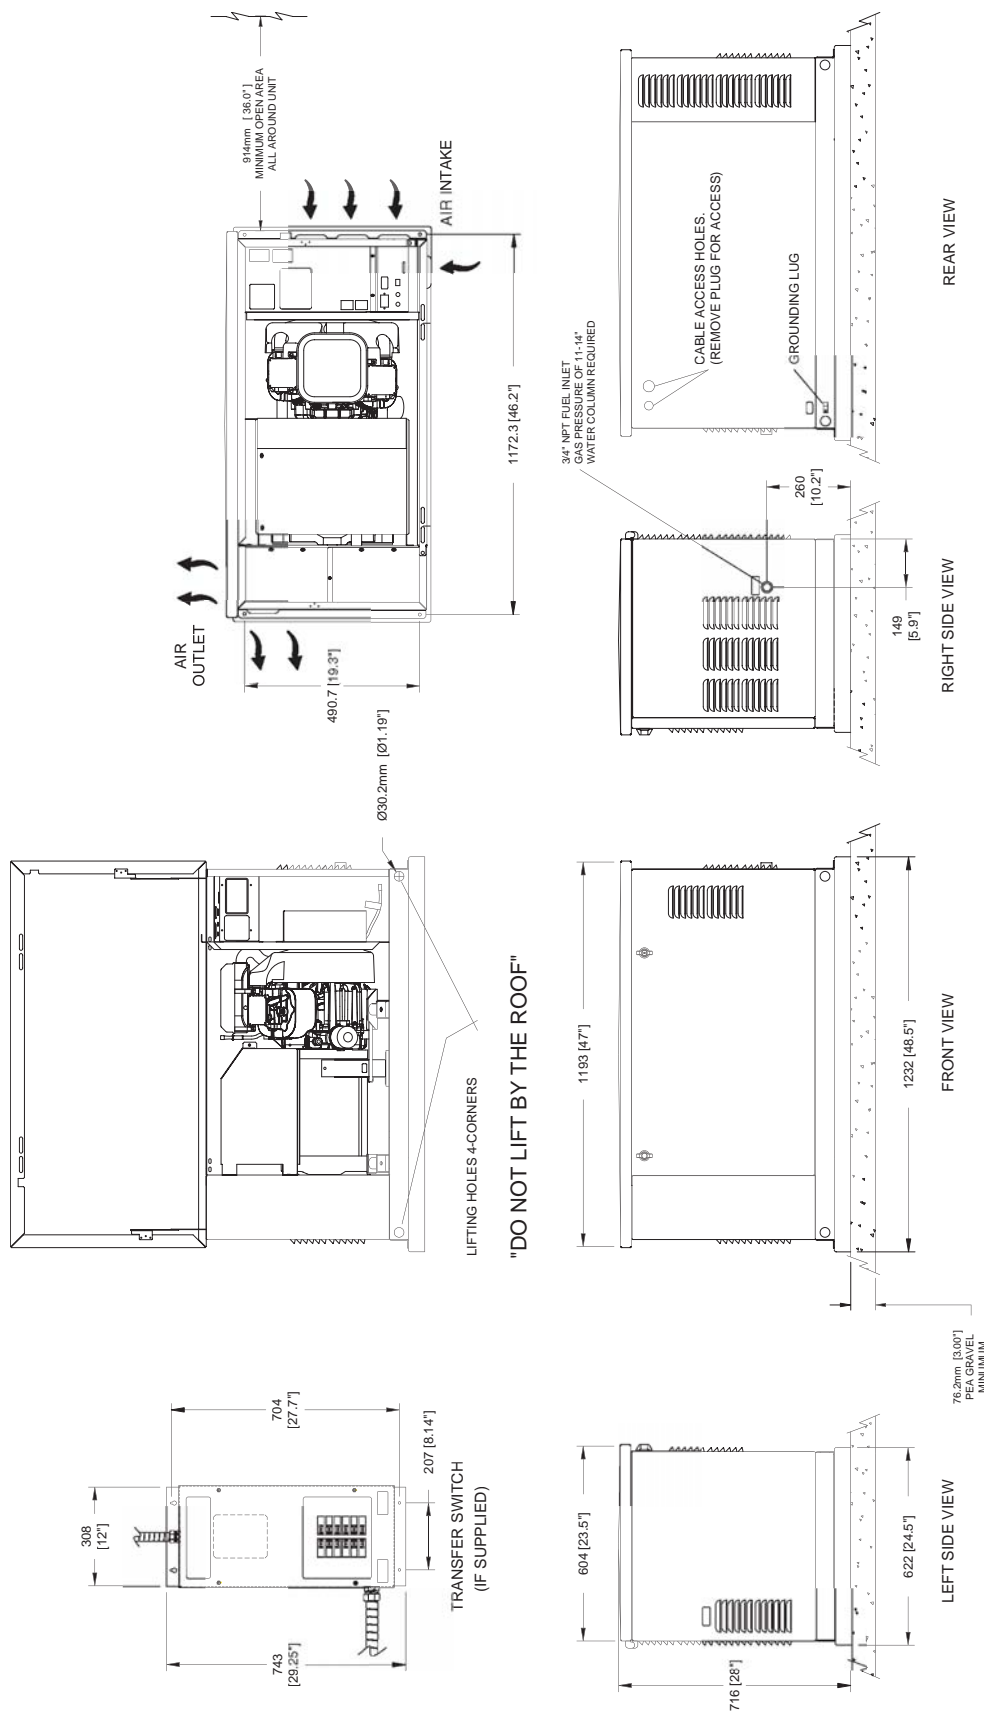 914mm [ 36.0" ]
MINIMUM OPEN AREA
ALL AROUND UNIT
AIR INTAKE
AIR
OUTLET
1172.3 [46.2"]
490.7 [19.3"]
Ø30.2mm [Ø1.19"]
LIFTING HOLES 4-CORNERS
"DO NOT LIFT BY THE ROOF"
308
[12"]
704
[27.7"]
743
[29.25"]
207 [8.14"]
TRANSFER SWITCH
(IF SUPPLIED)
604 [23.5"]
716 [28"]
622 [24.5"]
LEFT SIDE VIEW
1193 [47"]
1232 [48.5"]
FRONT VIEW
76.2mm [3.00"]
PEA GRAVEL
MINUMUM
3/4" NPT FUEL INLET
GAS PRESSURE OF 11-14"
WATER COLUMN REQUIRED
260
[10.2"]
149
[5.9"]
RIGHT SIDE VIEW
CABLE ACCESS HOLES.
(REMOVE PLUG FOR ACCESS)
GROUNDING LUG
REAR VIEW